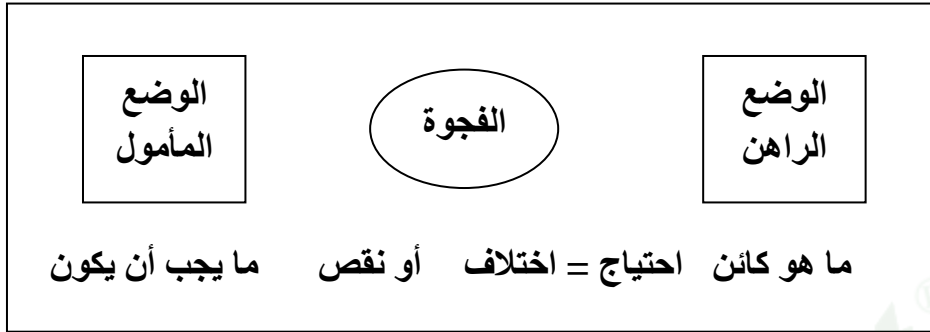 الوضع
الراهن
الفجوة
الوضع
المأمول
ما هو كائن احتياج = اختلاف أو نقص ما يجب أن يكون